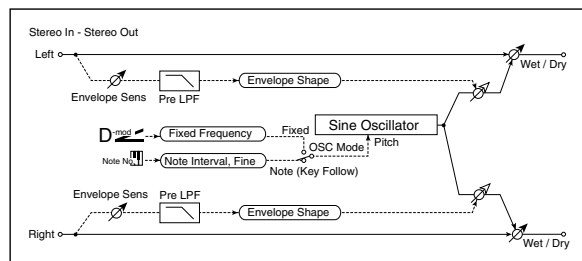 Stereo In - Stereo Out
Left
Wet / Dry
Envelope Sens
Pre LPF
Envelope Shape
D-mod
Fixed Frequency
Fixed
Sine Oscillator
OSC Mode
Pitch
Note No.
Note Interval, Fine
Note (Key Follow)
Envelope Sens
Pre LPF
Envelope Shape
Right
Wet / Dry